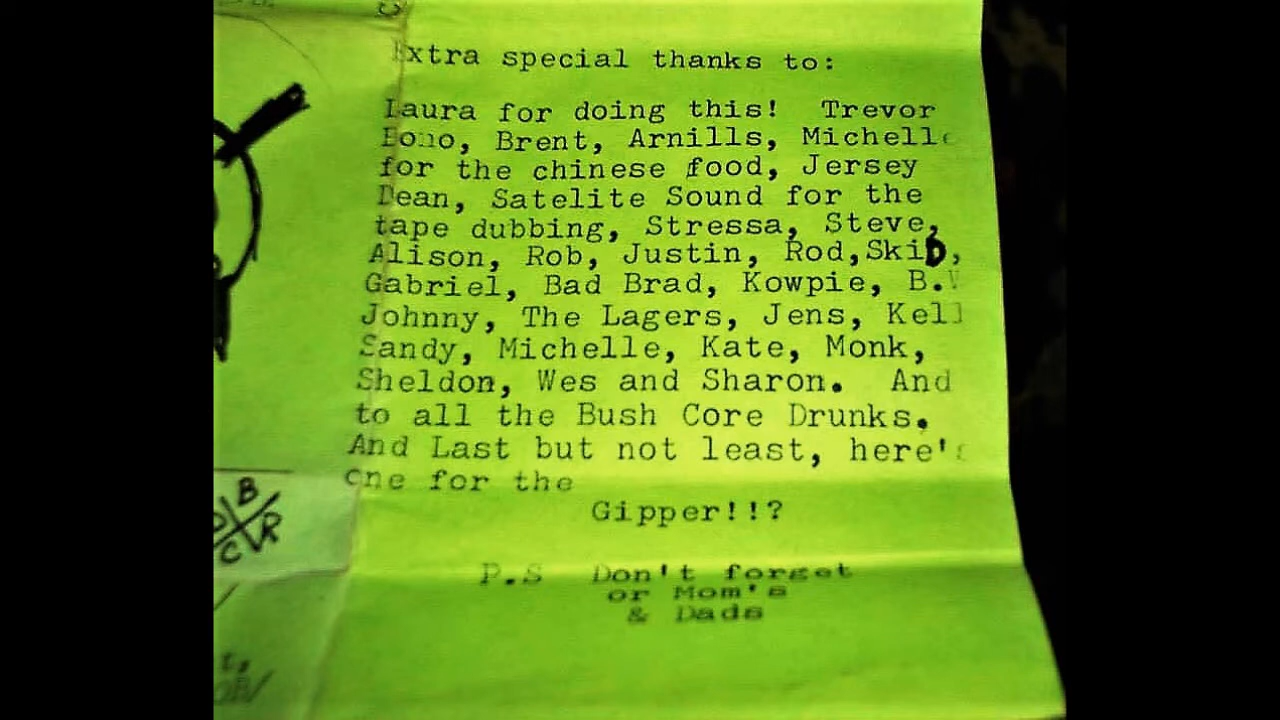 Extra special thanks to:
Laura for doing this! Trevor
Bono, Brent, Arnills, Michelle
for the chinese food, Jersey
Dean, Satelite Sound for the
tape dubbing, Stressa, Steve,
Alison, Rob, Justin, Rod,Skip,
Gabriel, Bad Brad, Kowpie,
Johnny, The Lagers, Jens,
Sandy, Michelle, Kate, Monk,
Sheldon, Wes and Sharon. And
to all the Bush Core Drunks.
And Last but not least, here's
one for the
Gipper!!?
P.S Don't forget
or Mom's
& Dads
B
R
C